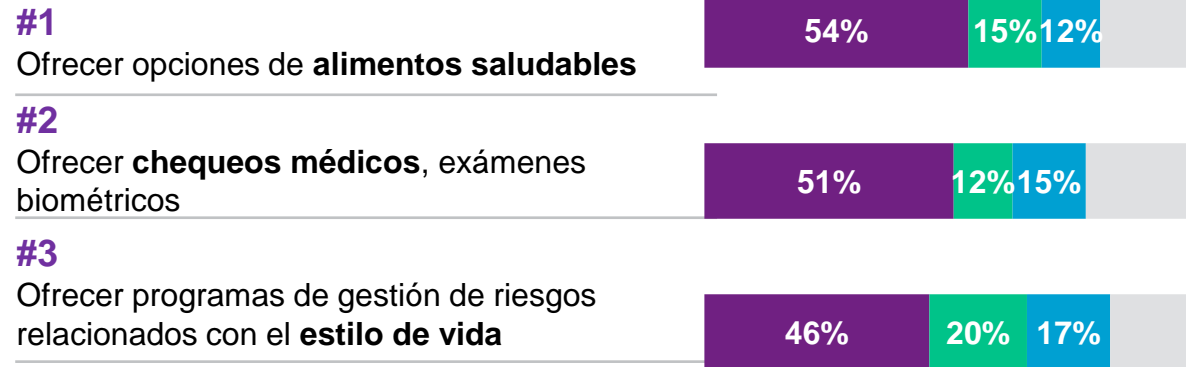 #1
Ofrecer opciones de alimentos saludables
54% 15% 12%
#2
Ofrecer chequeos médicos, exámenes
biométricos
51% 12% 15%
#3
Ofrecer programas de gestión de riesgos
relacionados con el estilo de vida
46% 20% 17%